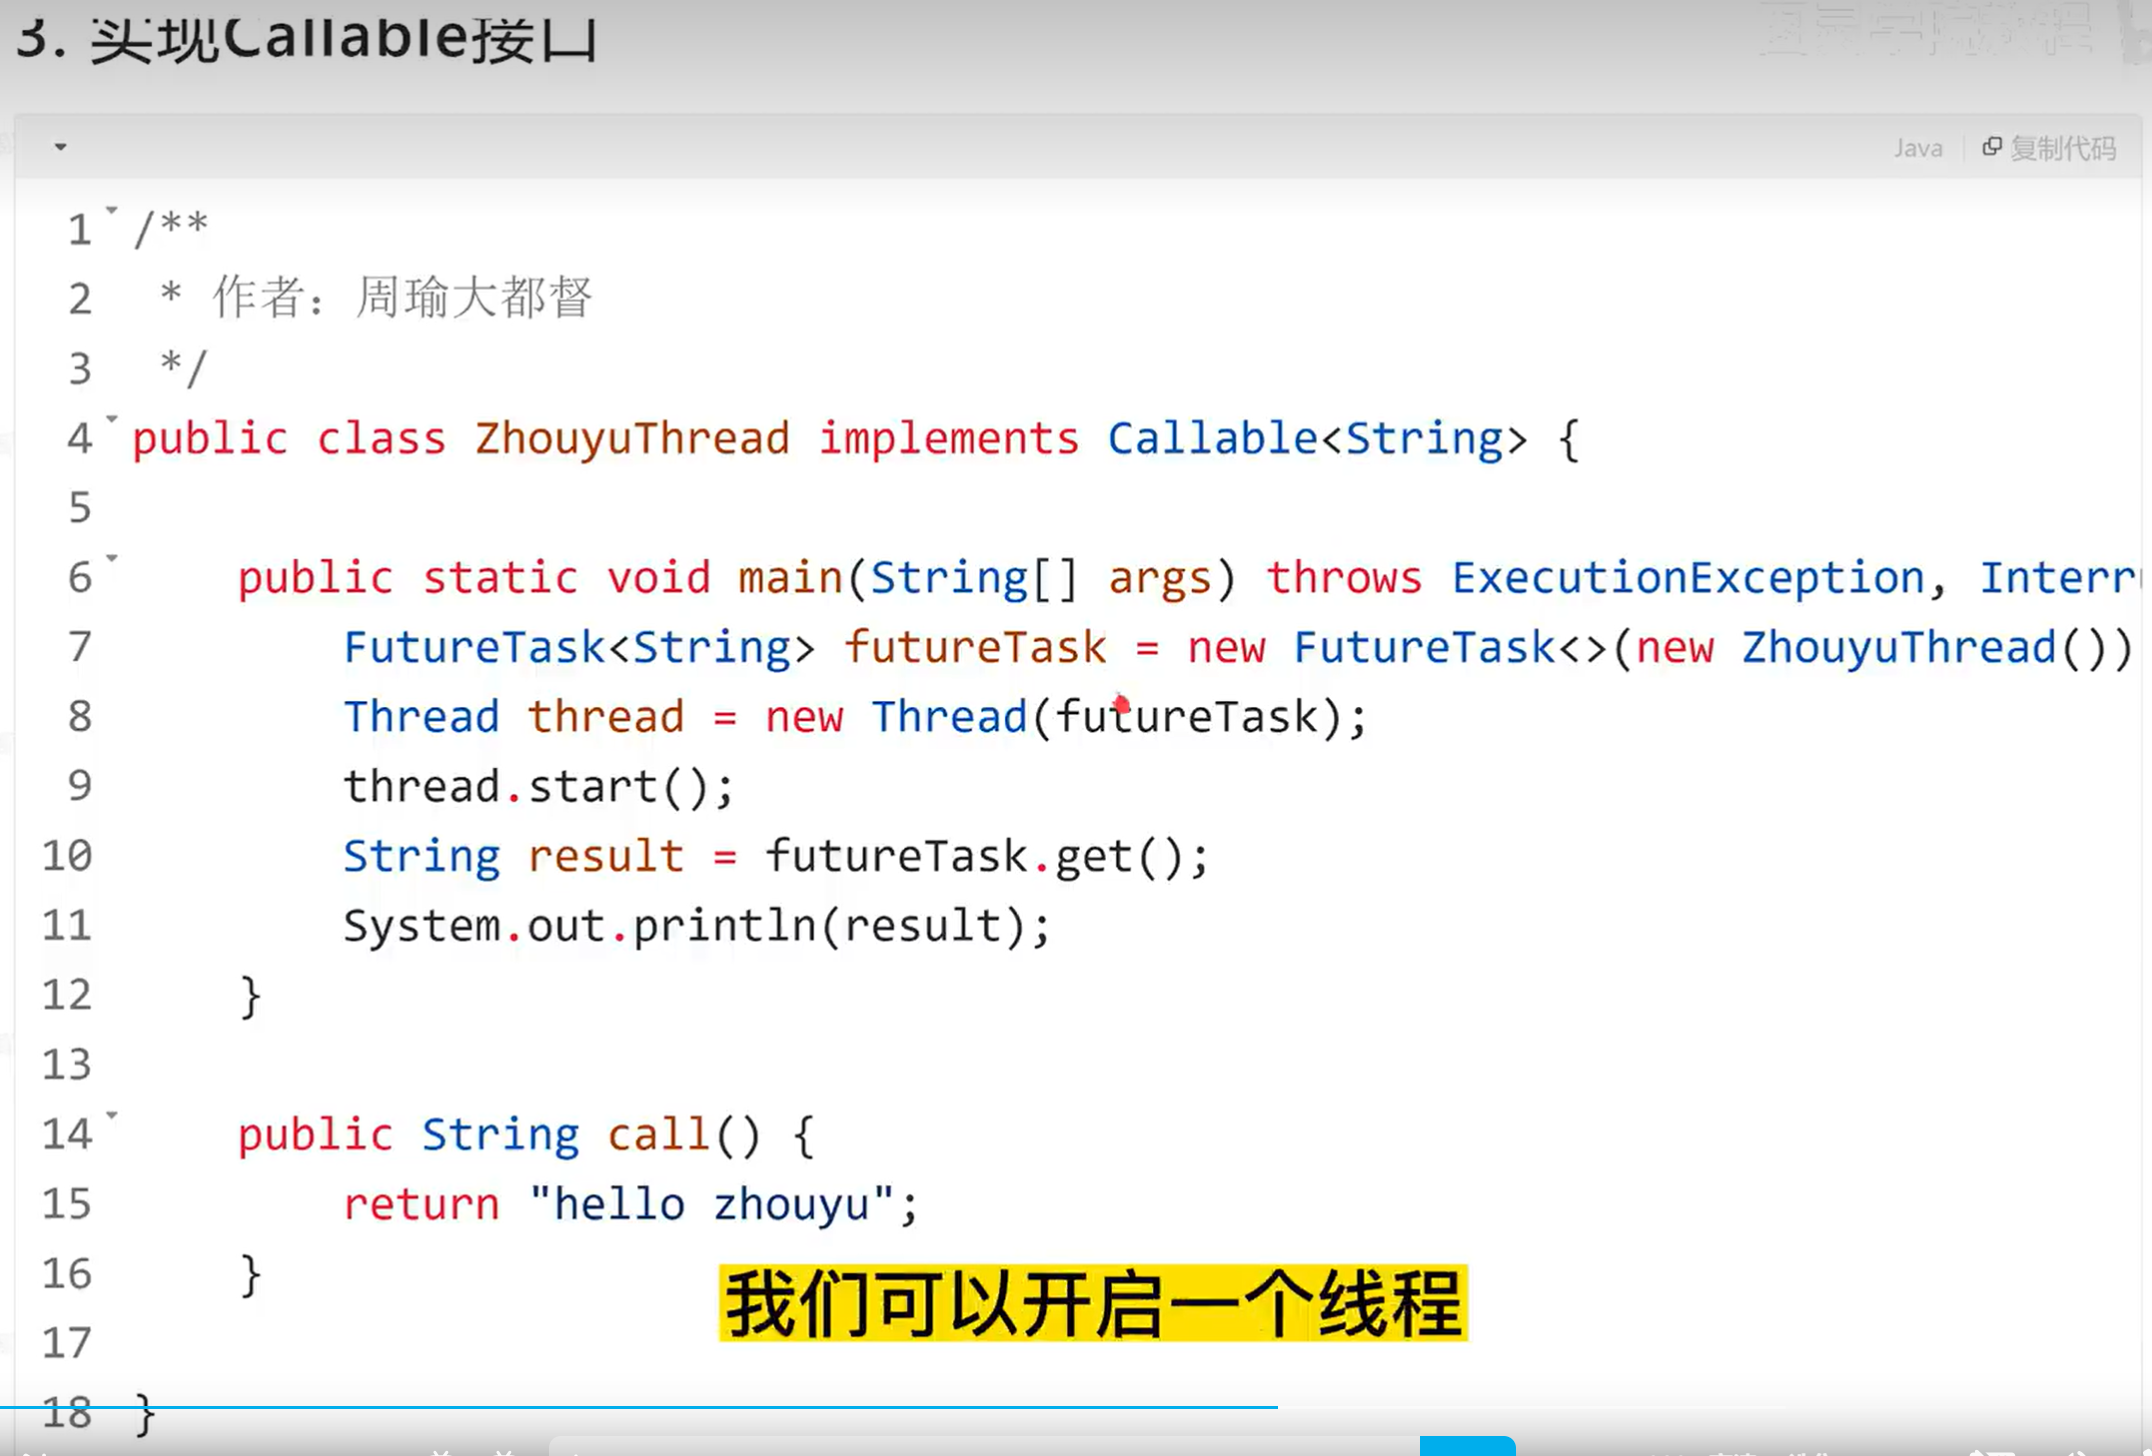 3. 实现Callable接口
Java 复制代码
1 /**
2 * 作者：周瑜大都督
3 */
4 public class ZhouyuThread implements Callable<String> {
5
6 public static void main(String[] args) throws ExecutionException, Interr
7 FutureTask<String> futureTask = new FutureTask<>(new ZhouyuThread())
8 Thread thread = new Thread(futureTask);
9 thread.start();
10 String result = futureTask.get();
11 System.out.println(result);
12 }
13
14 public String call() {
15 return "hello zhouyu";
16 }
我们可以开启一个线程
17
18 }